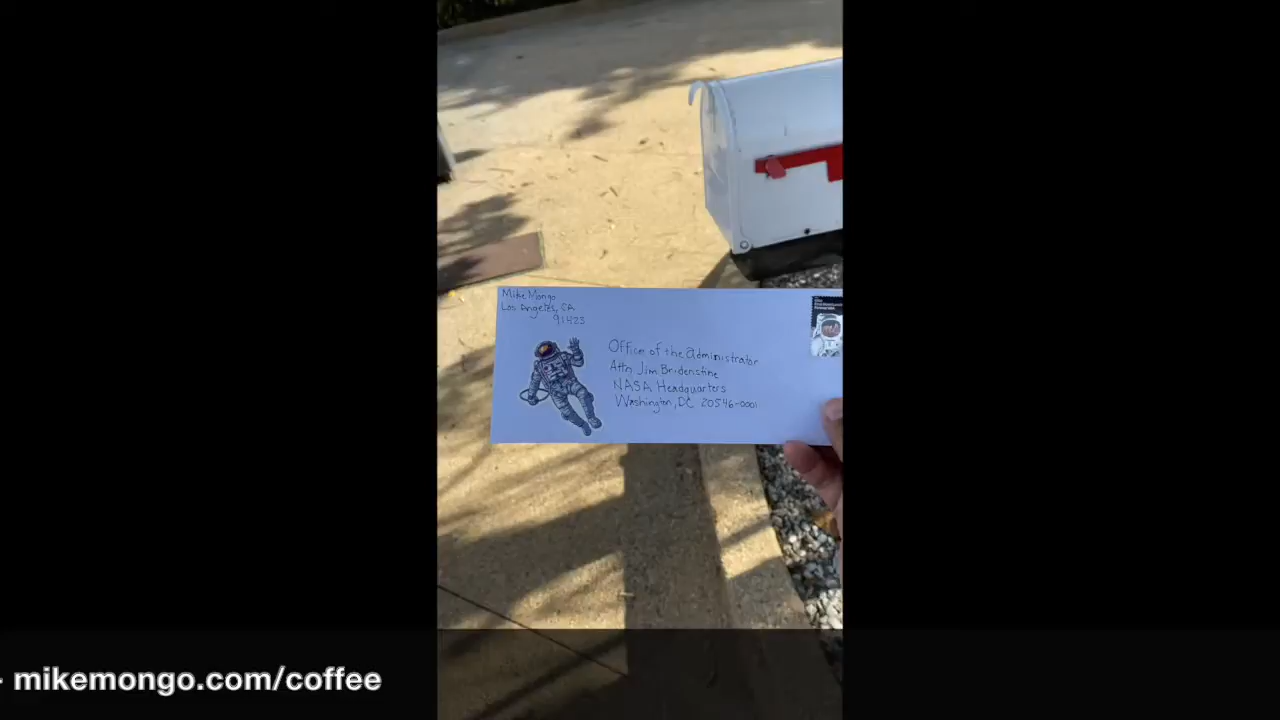 Mike Mongo
Los Angeles, CA
91423
Office of the Administrator
Attn Jim Bridenstine
NASA Headquarters
Washington, DC 20546-0001
- mikemongo.com/coffee